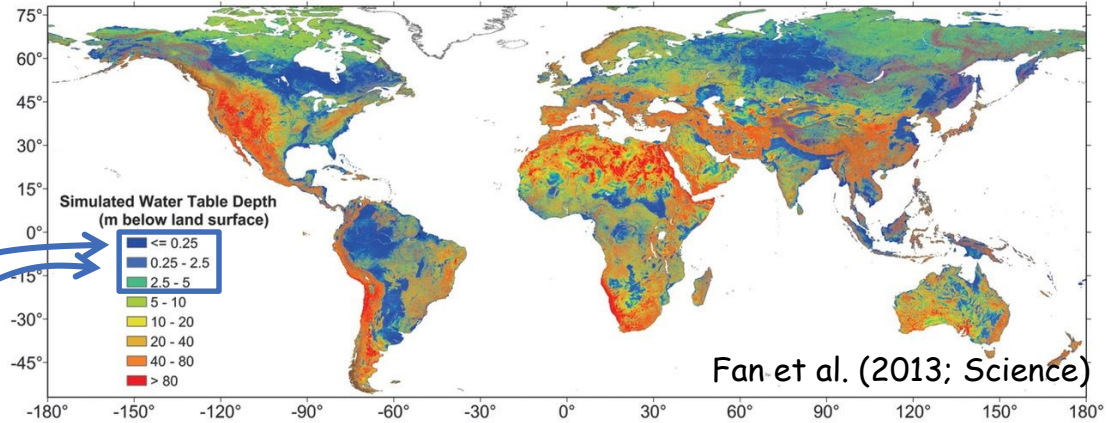 75°
60°
45°
30°
15°
0°
-15°
-30°
-45°
Simulated Water Table Depth
(m below land surface)
<= 0.25
0.25 - 2.5
2.5 - 5
5 - 10
10 - 20
20 - 40
40 - 80
> 80
Fan et al. (2013; Science)
-180° -150° -120° -90° -60° -30° 0° 30° 60° 90° 120° 150° 180°